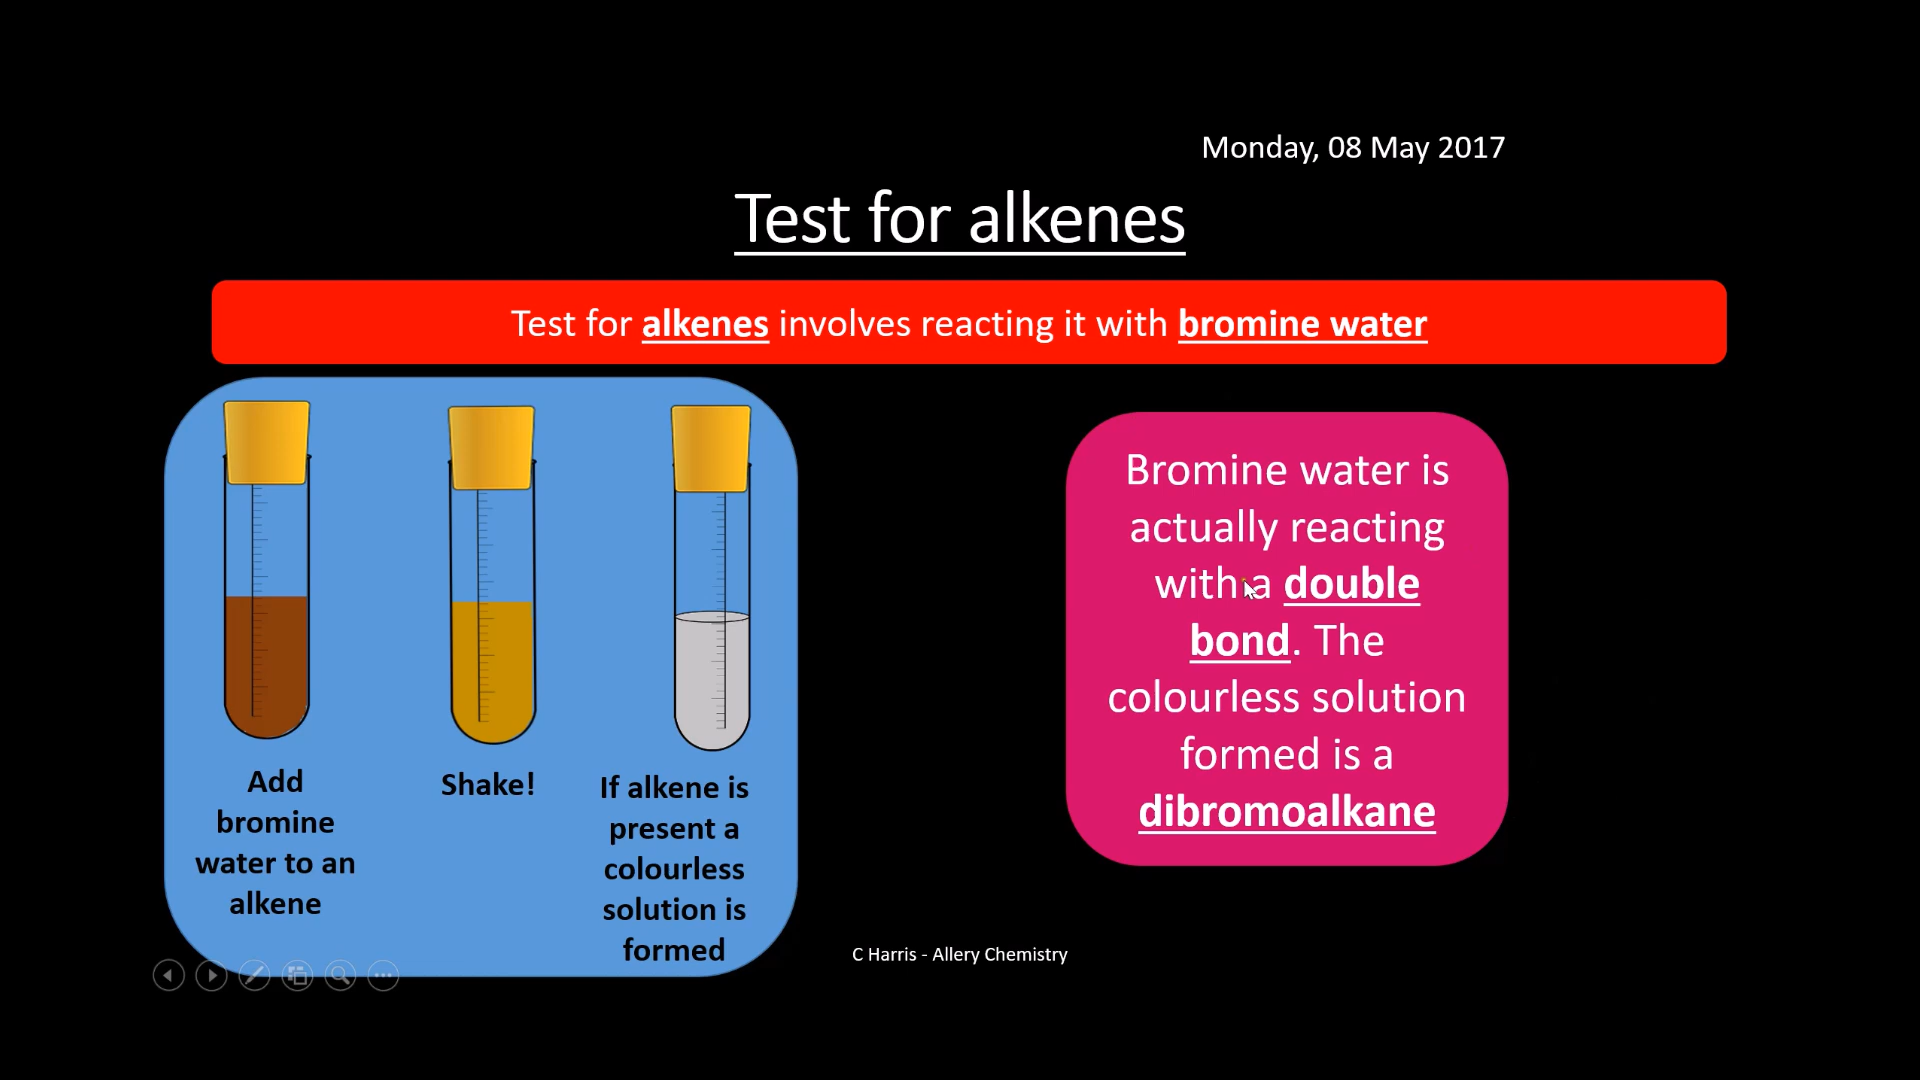 Monday, 08 May 2017
Test for alkenes
Test for alkenes involves reacting it with bromine water
Add
bromine
water to an
alkene
Shake!
If alkene is
present a
colourless
solution is
formed
Bromine water is
actually reacting
with a double
bond. The
colourless solution
formed is a
dibromoalkane
C Harris - Allery Chemistry